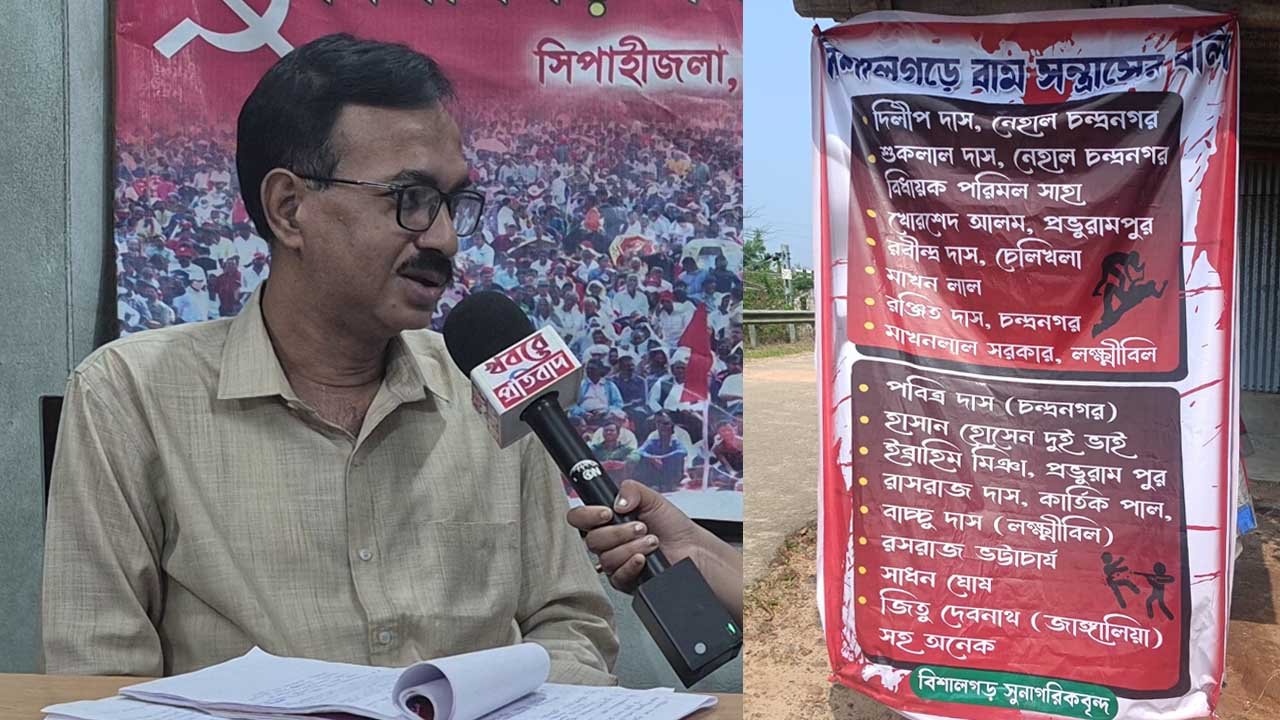 সিপাহীজলা,
খবরে
প্রতিবাদ
বিশালগড়ে বাম সন্ত্রাসের বলি
দিলীপ দাস, নেহাল চন্দ্রনগর
শুকলাল দাস, নেহাল চন্দ্রনগর
বিধায়ক পরিমল সাহা
খোরশেদ আলম, প্রভুরামপুর
রবীন্দ্র দাস, চেলিখলা
মাখন লাল
রঞ্জিত দাস, চন্দ্রনগর
মাখনলাল সরকার, লক্ষ্মীবিল
পবিত্র দাস (চন্দ্রনগর)
হাসান হোসেন দুই ভাই
ইব্রাহিম মিঞা, প্রভুরাম পুর
রাসরাজ দাস, কার্তিক পাল,
বাচ্চু দাস (লক্ষ্মীবিল)
রসরাজ ভট্টাচার্য
সাধন ঘোষ
জিতু দেবনাথ (জাঙ্গালিয়া)
সহ অনেক
বিশালগড় সুনাগরিকবৃন্দ